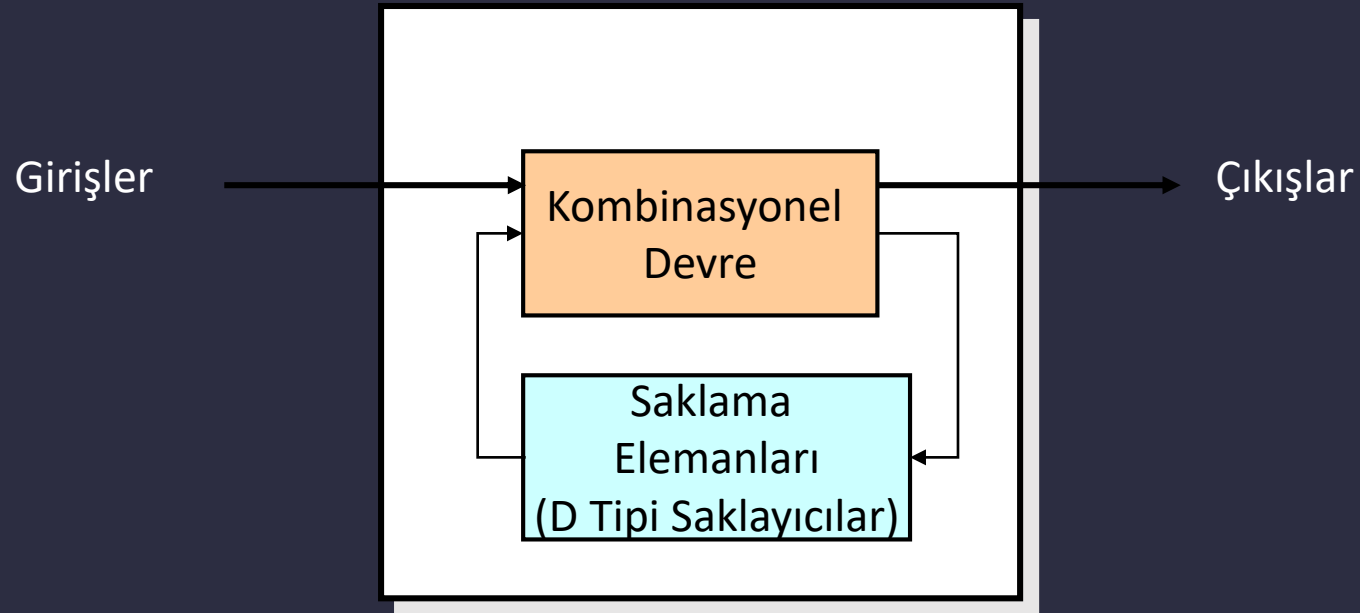 Girişler
Kombinasyonel
Devre
Çıkışlar
Saklama
Elemanları
(D Tipi Saklayıcılar)